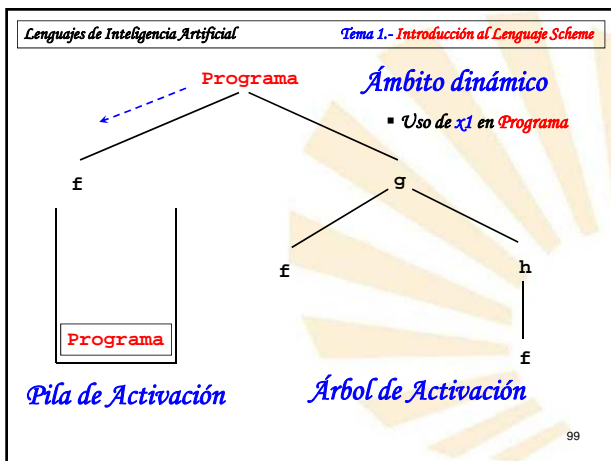 Lenguajes de Inteligencia Artificial Tema 1.- Introducción al Lenguaje Scheme
Programa
Ámbito dinámico
▪ Uso de x1 en Programa
f g
f h
Programa
f
Pila de Activación Árbol de Activación
99